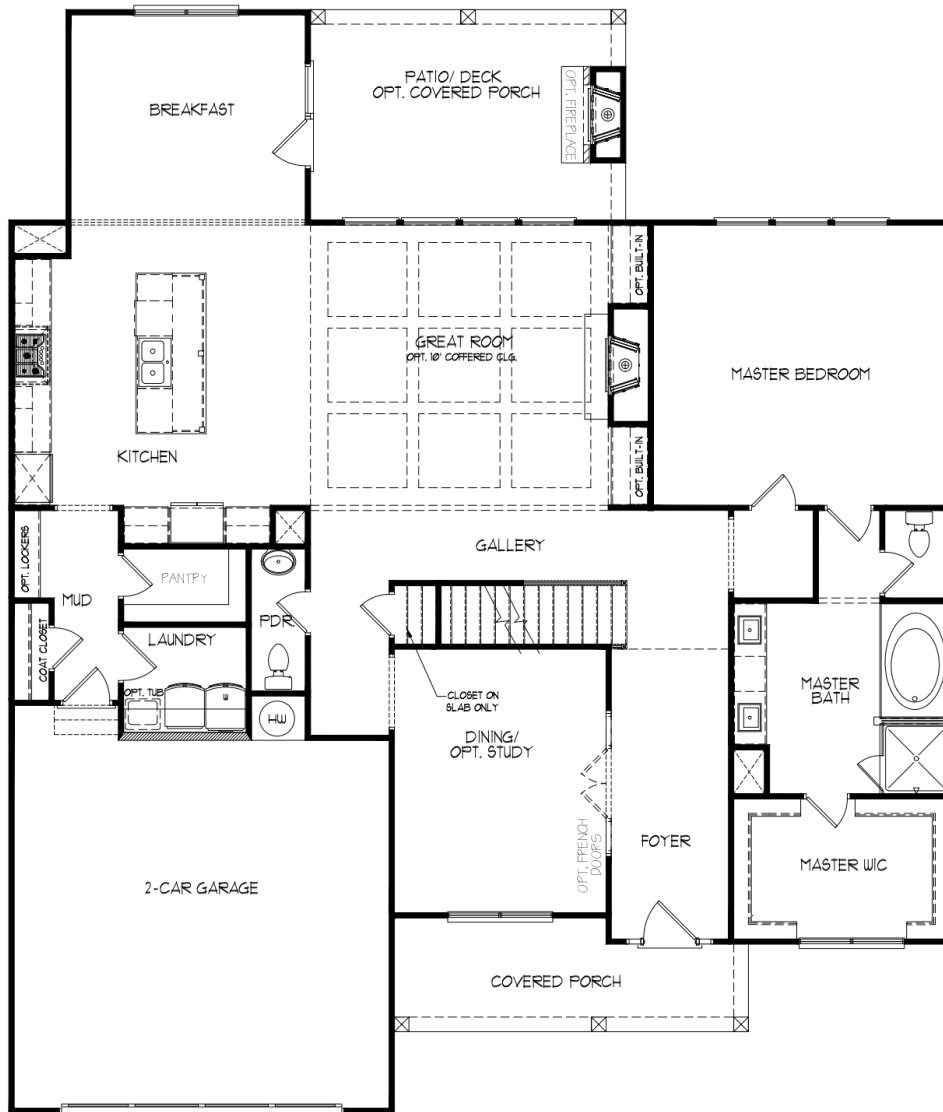 PATIO/ DECK
OPT. COVERED PORCH
OPT. FIREPLACE
BREAKFAST
OPT. BUILT-IN
GREAT ROOM
OPT. 10' COFFERED CLG.
MASTER BEDROOM
KITCHEN
OPT. BUILT-IN
OPT. LOCKERS
GALLERY
PANTRY
MUD
PDR.
LAUNDRY
COAT CLOSET
OPT. TUB
W
HW
CLOSET ON
SLAB ONLY
MASTER
BATH
DINING/
OPT. STUDY
OPT. FRENCH
DOORS
FOYER
MASTER WIC
2-CAR GARAGE
COVERED PORCH